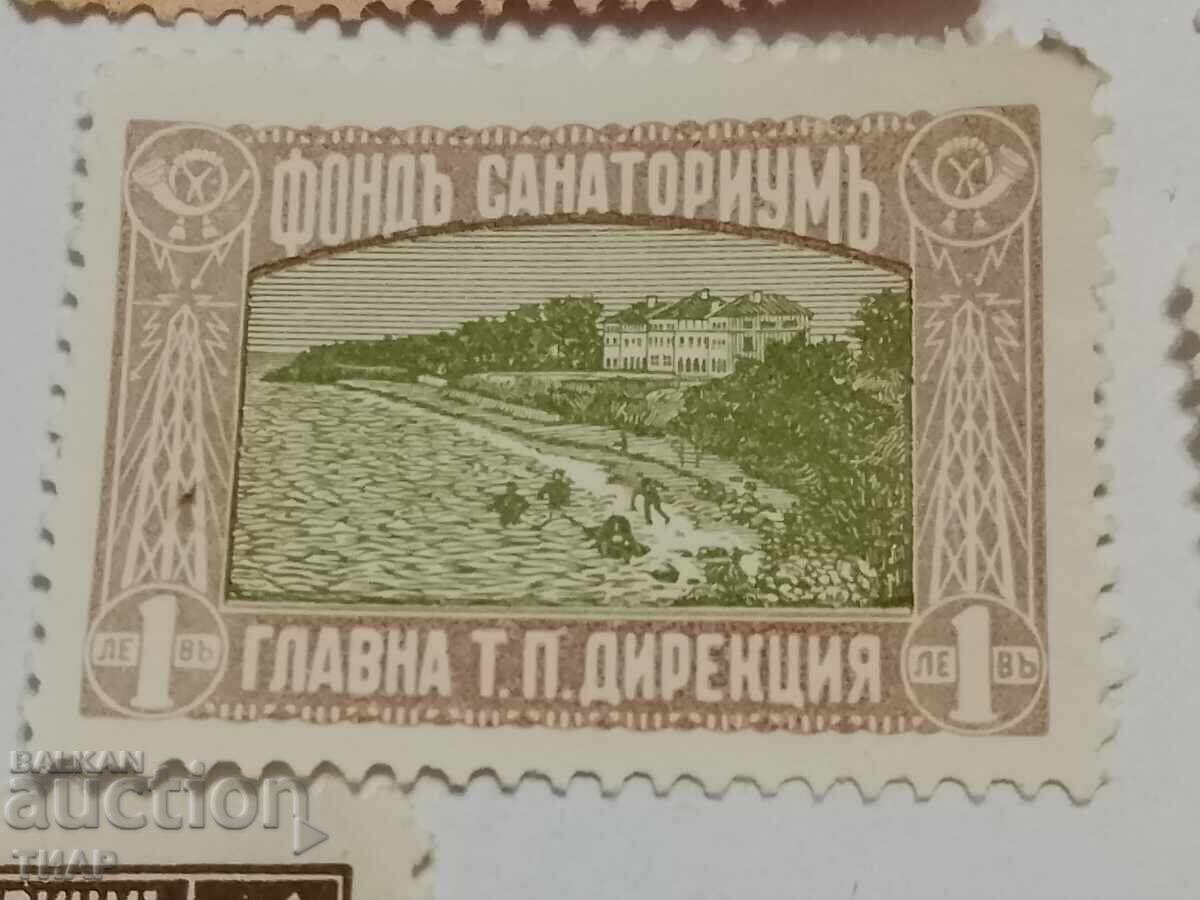 ФОНДЪ САНАТОРИУМЪ
1 ЛЕВЪ
ГЛАВНА Т.П. ДИРЕКЦИЯ
1 ЛЕВЪ
BALKAN
auction
ТИАР